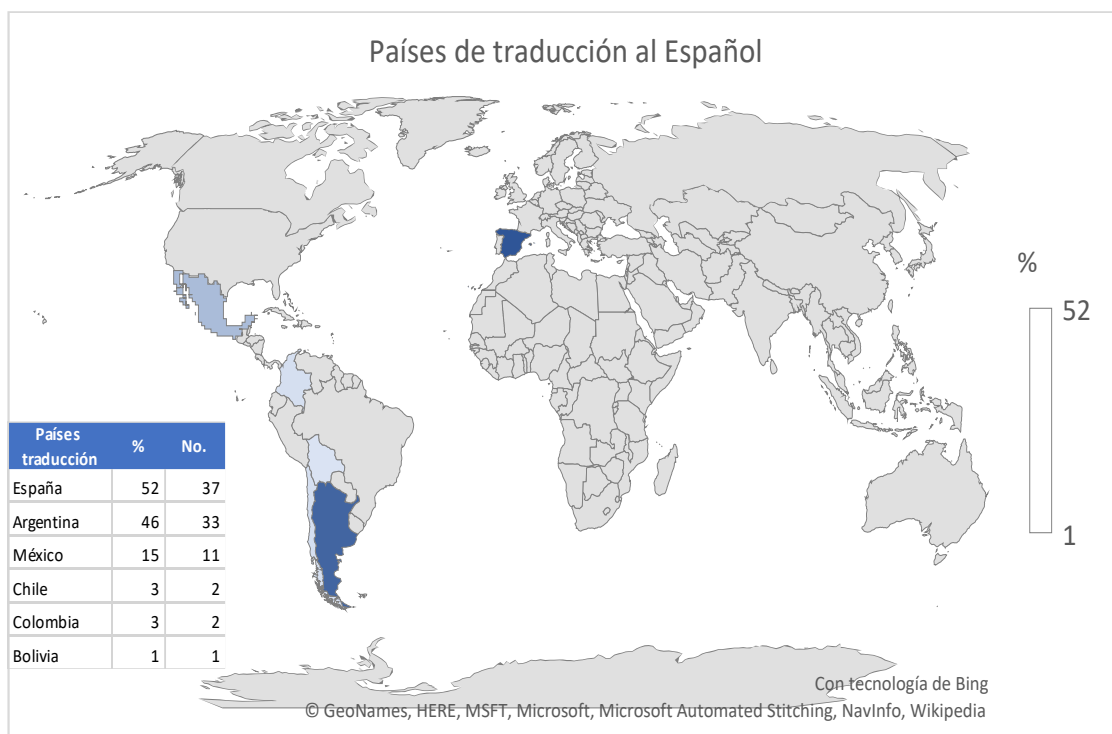 Países de traducción al Español
%
52
1
Países traducción % No.
España 52 37
Argentina 46 33
México 15 11
Chile 3 2
Colombia 3 2
Bolivia 1 1
Con tecnología de Bing
© GeoNames, HERE, MSFT, Microsoft, Microsoft Automated Stitching, NavInfo, Wikipedia